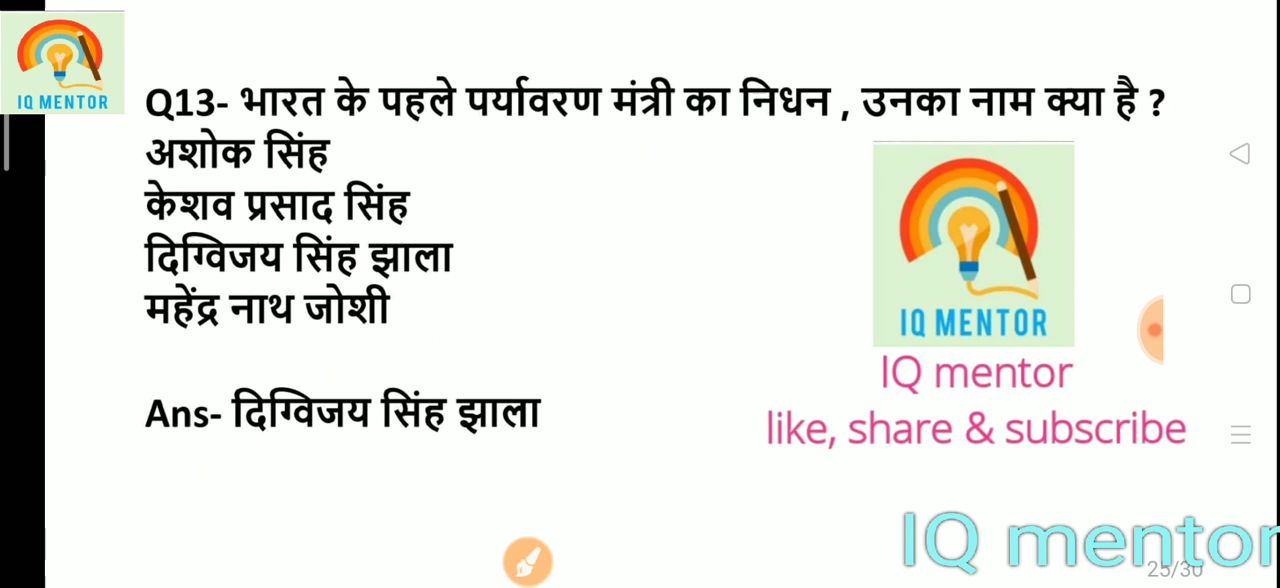 IQ MENTOR
Q13- भारत के पहले पर्यावरण मंत्री का निधन , उनका नाम क्या है ?
अशोक सिंह
केशव प्रसाद सिंह
दिग्विजय सिंह झाला
महेंद्र नाथ जोशी
Ans- दिग्विजय सिंह झाला
IQ MENTOR
IQ mentor
like, share & subscribe
IQ mentor
25/30